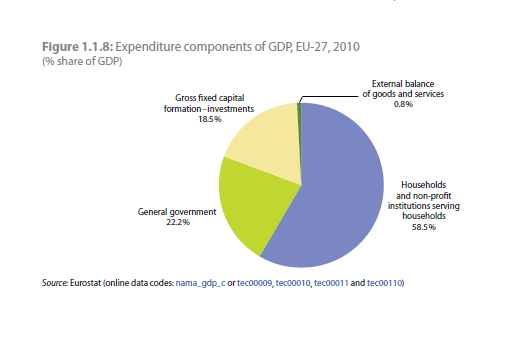 Figure 1.1.8: Expenditure components of GDP, EU-27, 2010
(% share of GDP)
External balance
of goods and services
0.8%
Gross fixed capital
formation–investments
18.5%
Households
and non-profit
institutions serving
households
58.5%
General government
22.2%
Source: Eurostat (online data codes: nama_gdp_c or tec00009, tec00010, tec00011 and tec00110)